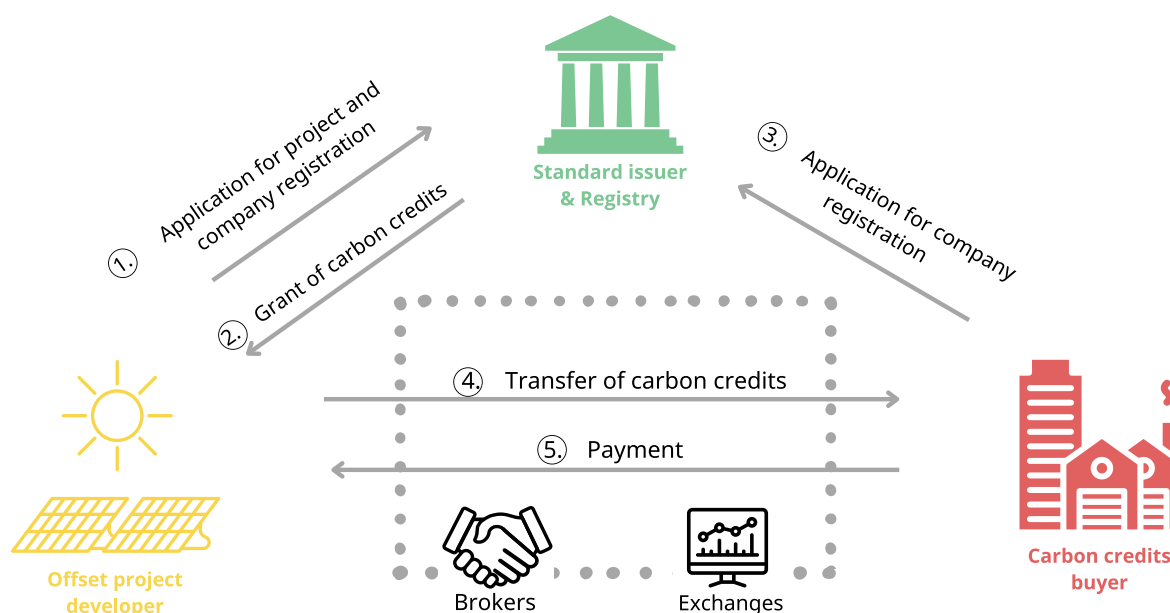 Standard issuer
& Registry
1.
Application for project and
company registration
2.
Grant of carbon credits
3.
Application for company
registration
4.
Transfer of carbon credits
5.
Payment
Brokers
Exchanges
Offset project
developer
Carbon credits
buyer